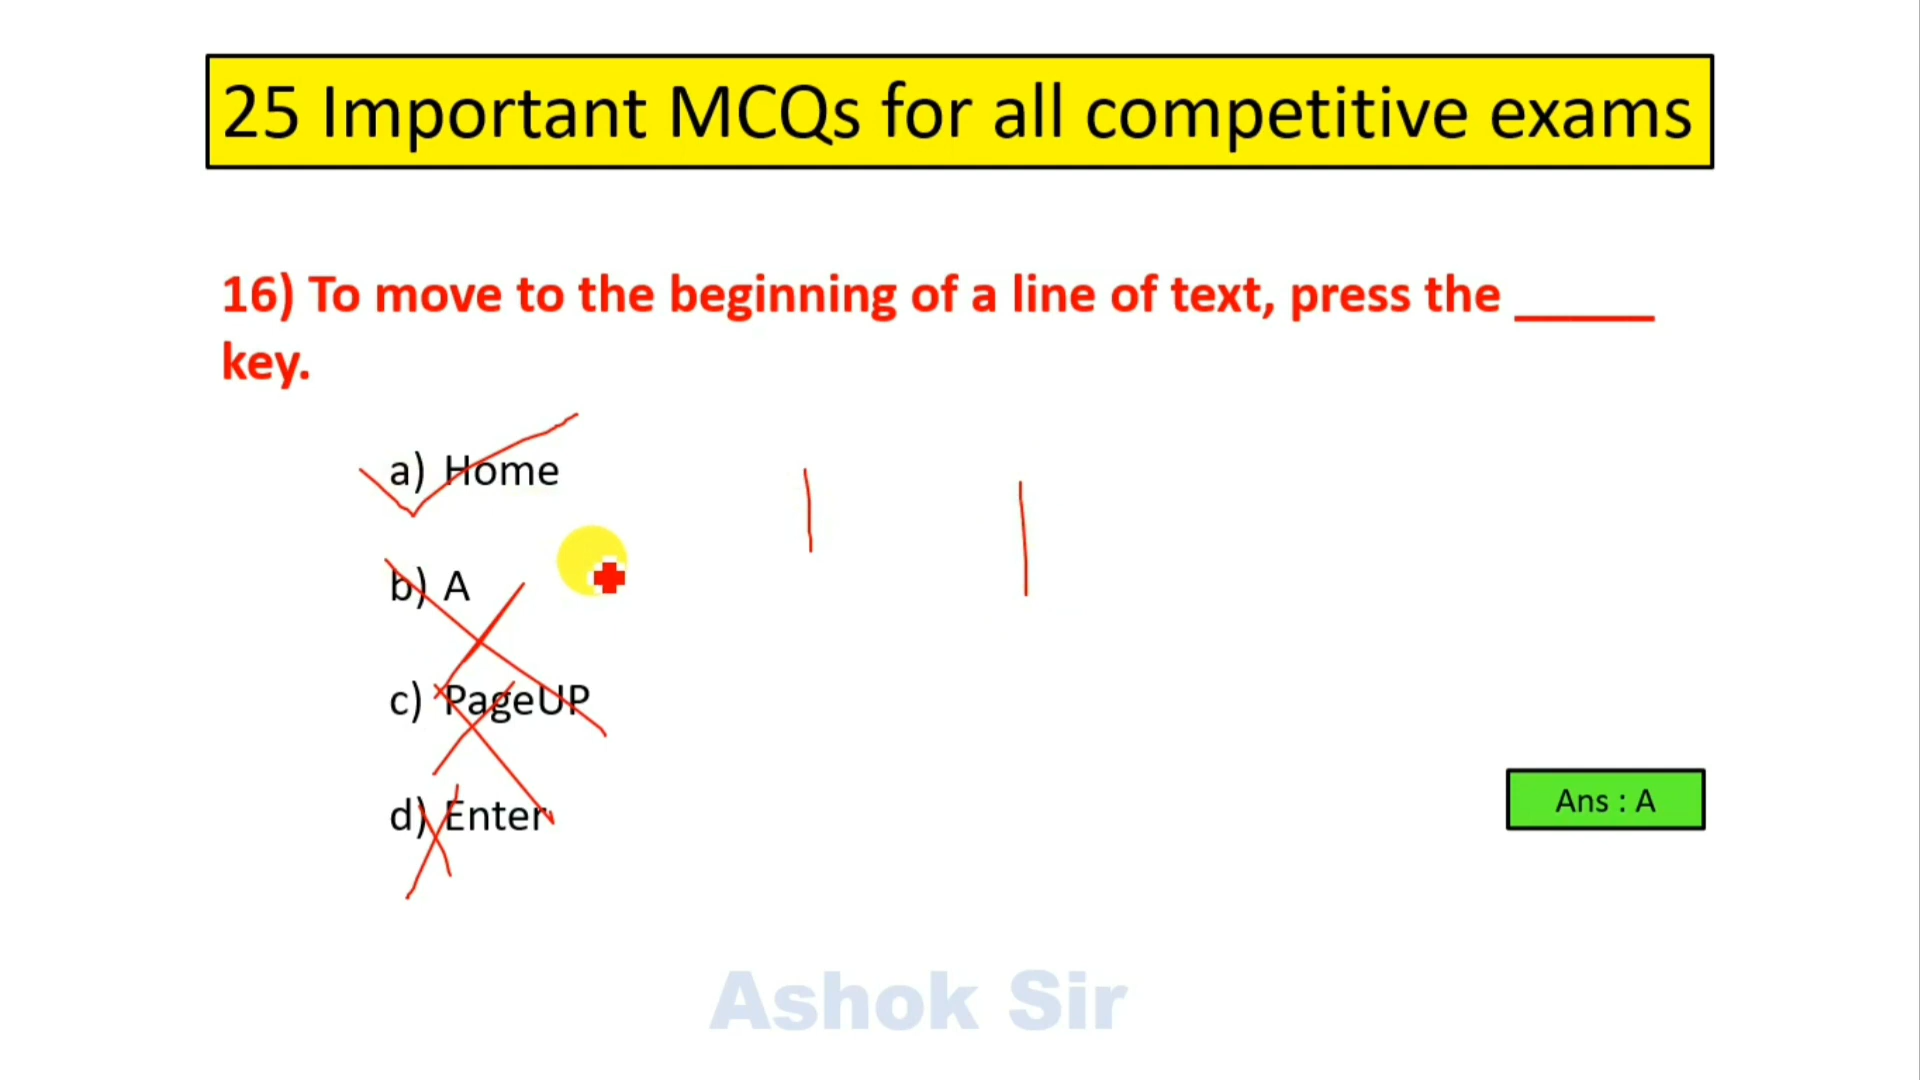 25 Important MCQs for all competitive exams
16) To move to the beginning of a line of text, press the ______
key.
a) Home
b) A
c) PageUP
d) Enter
Ans : A
Ashok Sir